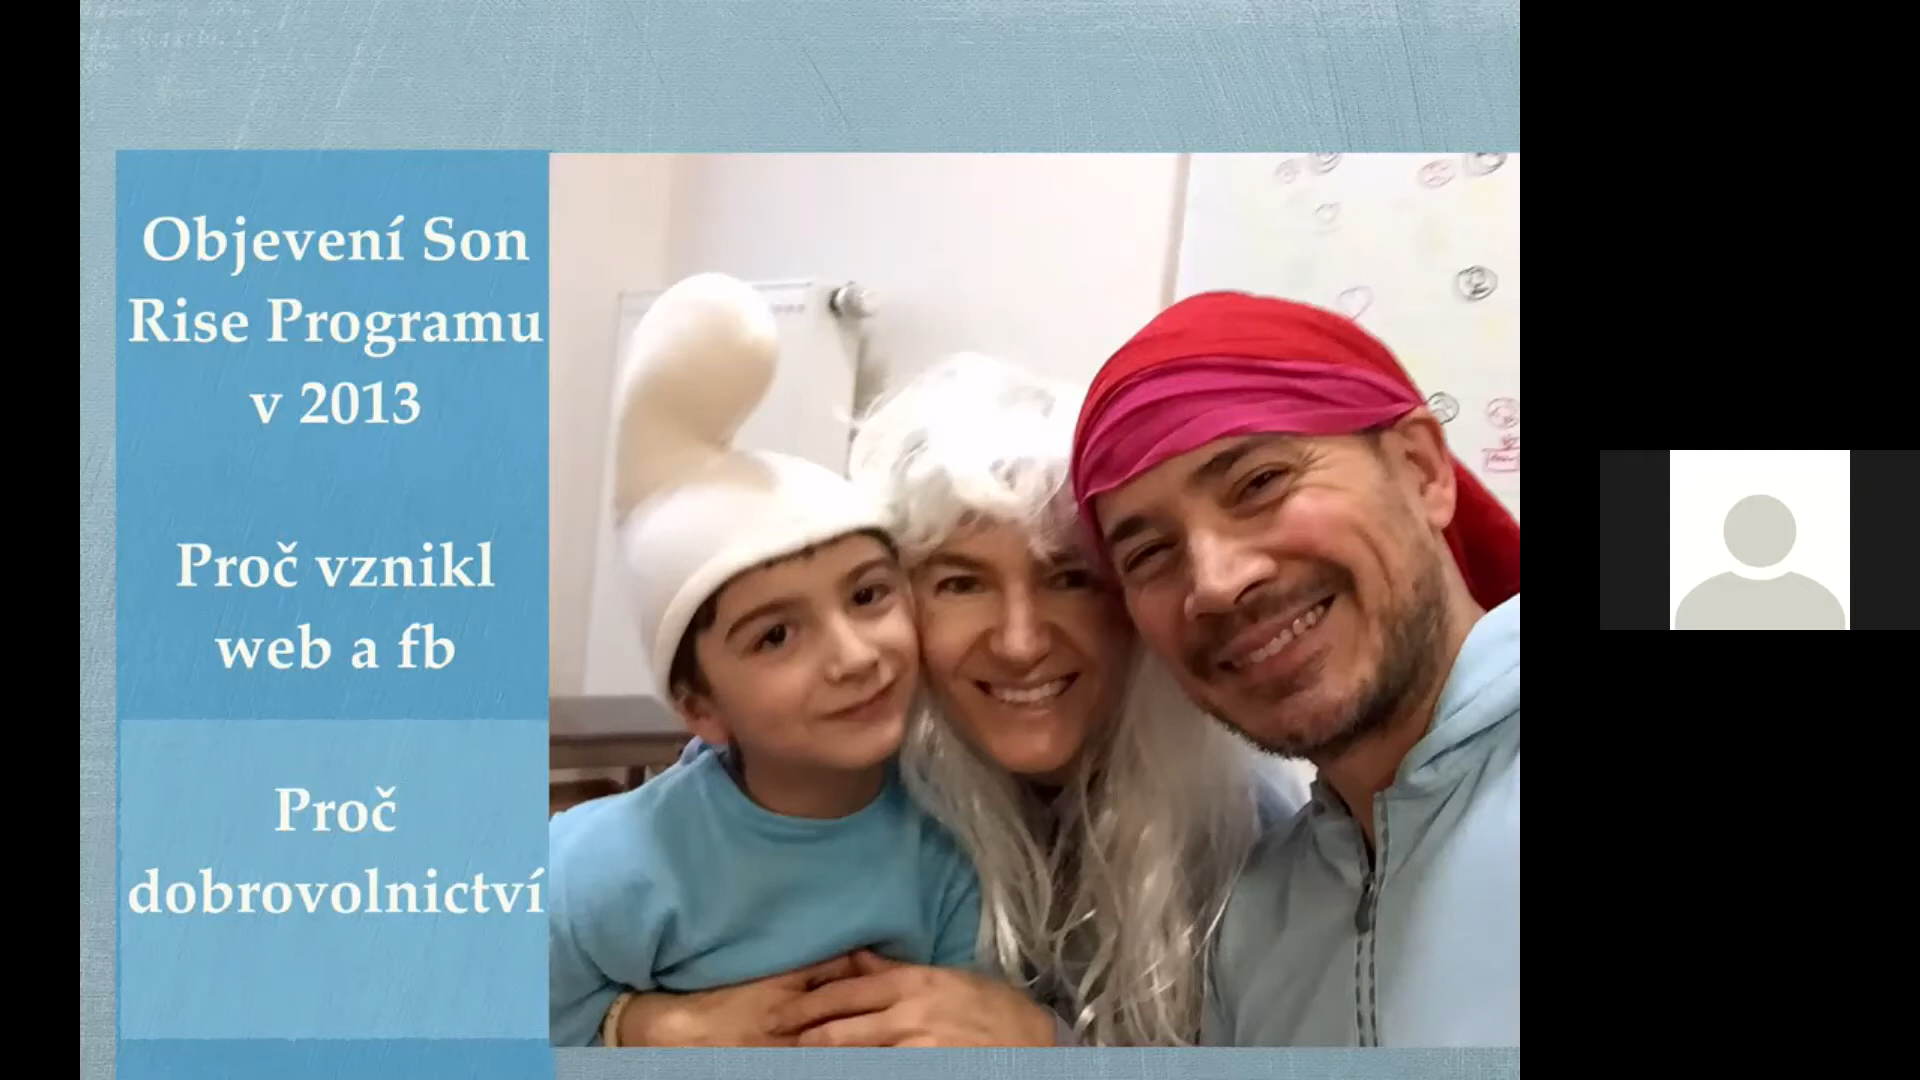 Objevení Son
Rise Programu
v 2013
Proč vznikl
web a fb
Proč
dobrovolnictví